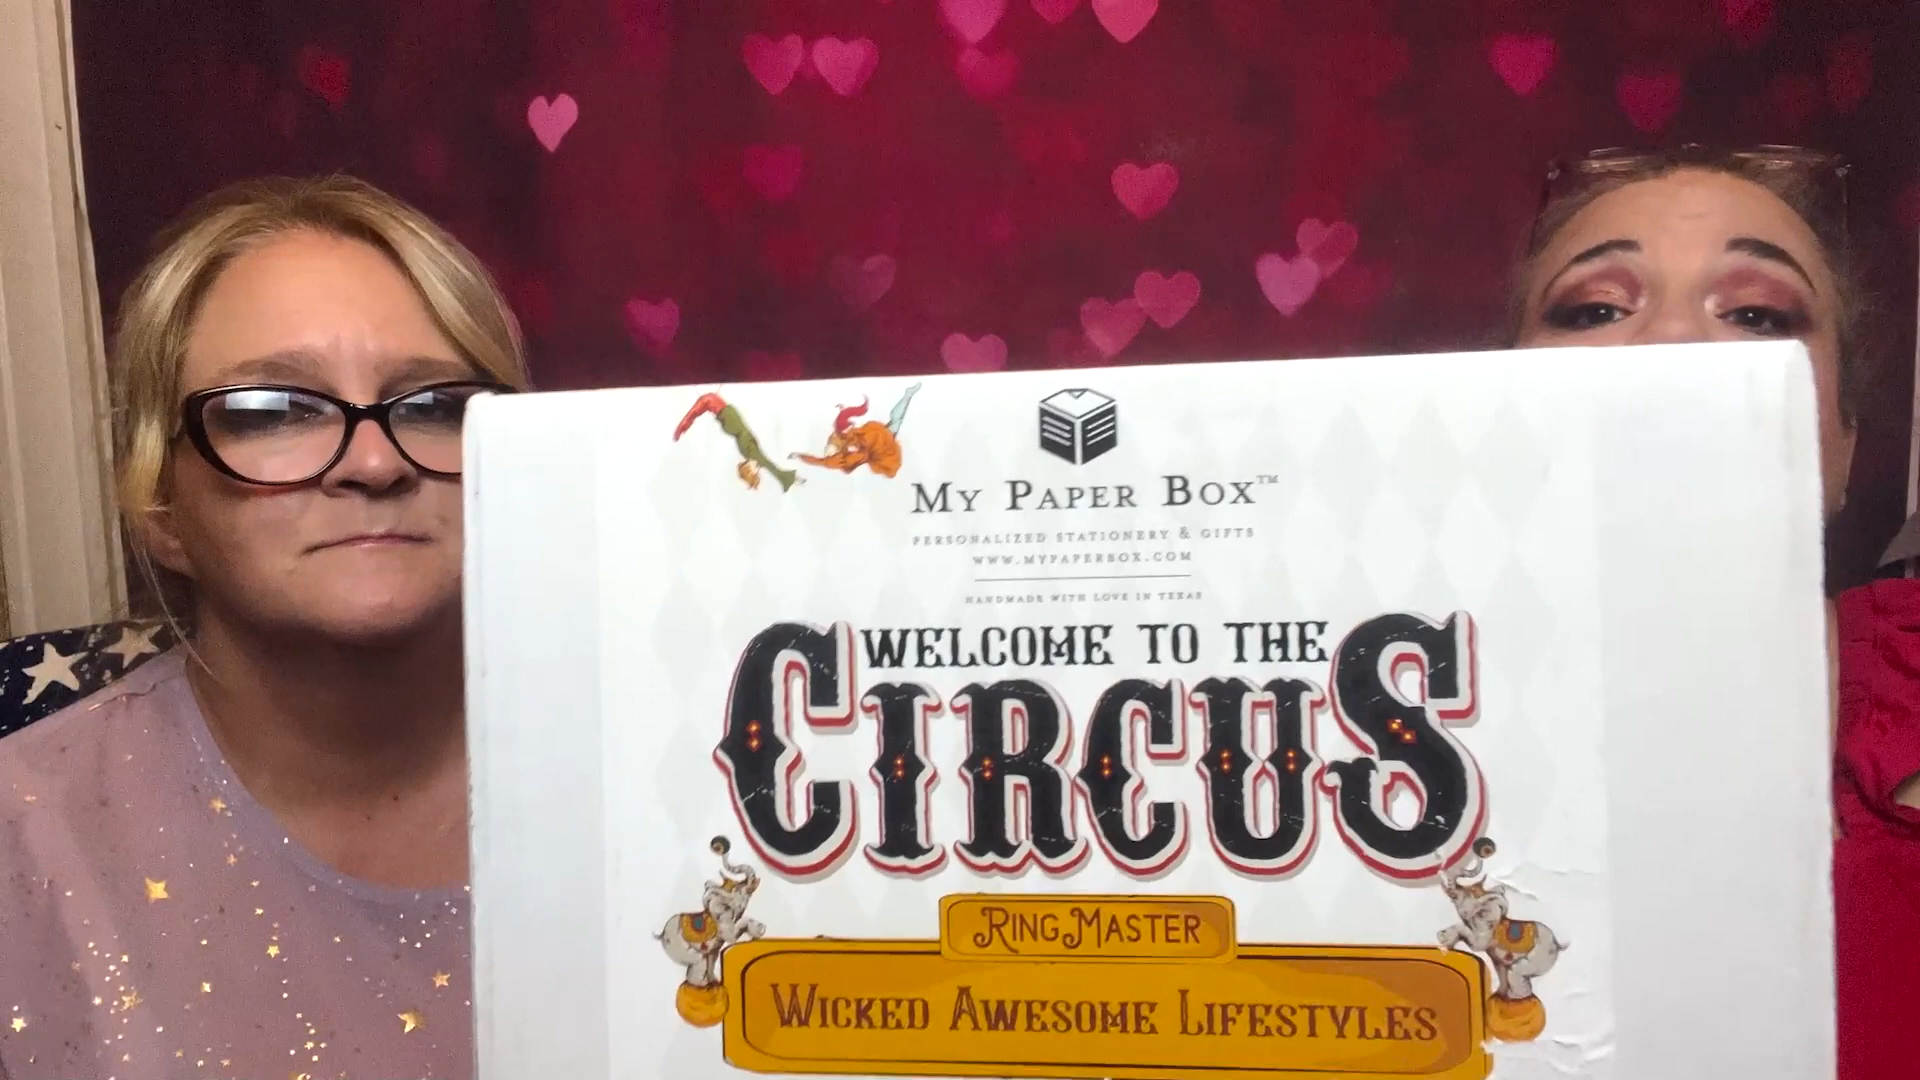 My Paper Box™
PERSONALIZED STATIONERY & GIFTS
WWW.MYPAPERBOX.COM
HANDMADE WITH LOVE IN TEXAS
WELCOME TO THE
CIRCUS
RINGMASTER
WICKED AWESOME LIFESTYLES